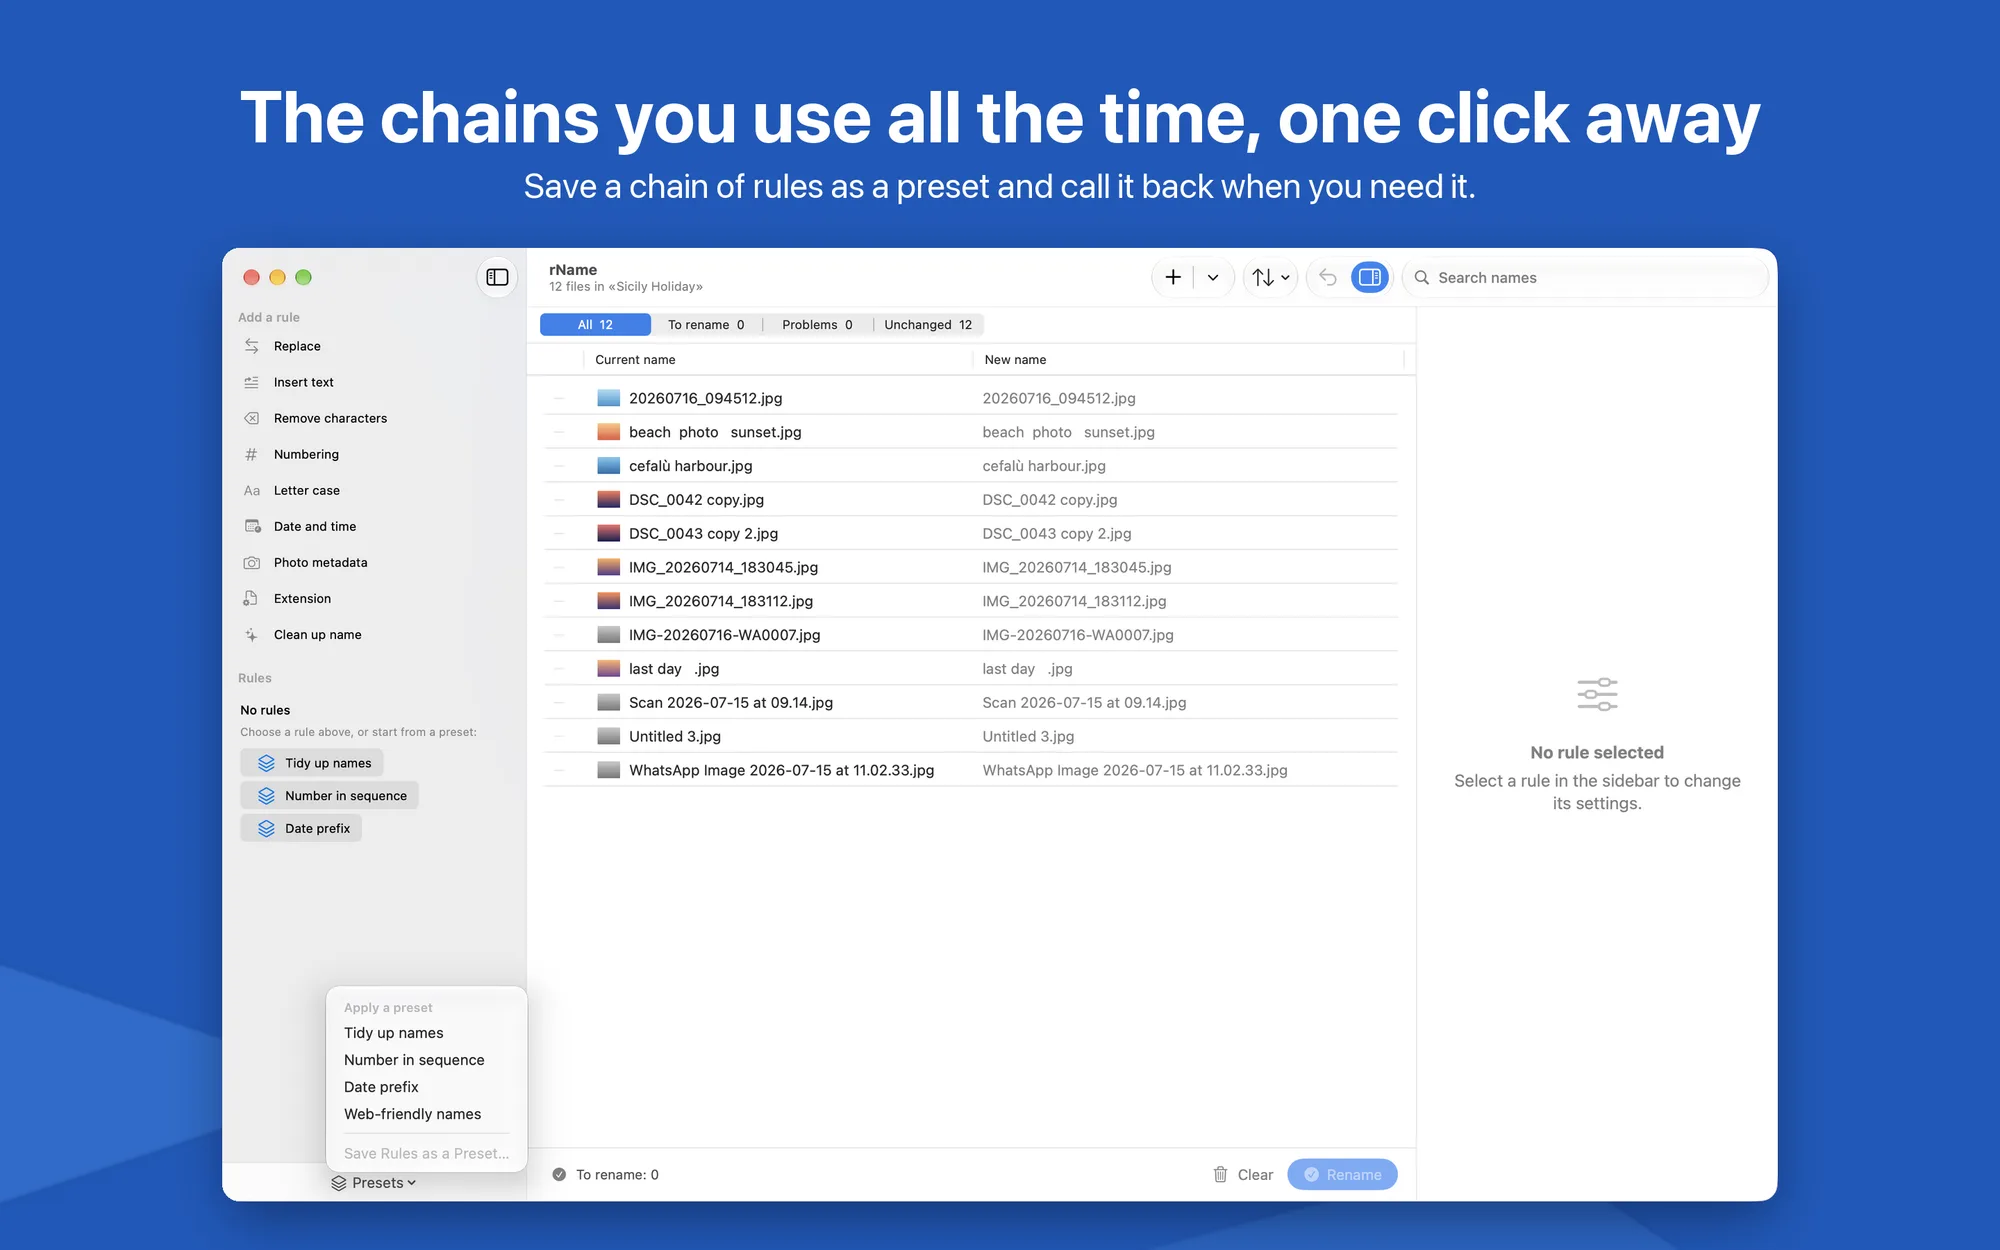 The chains you use all the time, one click away
Save a chain of rules as a preset and call it back when you need it.
rName
12 files in «Sicily Holiday»
Search names
Add a rule
Replace
Insert text
Remove characters
Numbering
Aa Letter case
Date and time
Photo metadata
Extension
Clean up name
Rules
No rules
Choose a rule above, or start from a preset:
Tidy up names
Number in sequence
Date prefix
Apply a preset
Tidy up names
Number in sequence
Date prefix
Web-friendly names
Save Rules as a Preset...
Presets
All 12 To rename 0 Problems 0 Unchanged 12
Current name New name
20260716_094512.jpg 20260716_094512.jpg
beach  photo   sunset.jpg beach  photo   sunset.jpg
cefalù harbour.jpg cefalù harbour.jpg
DSC_0042 copy.jpg DSC_0042 copy.jpg
DSC_0043 copy 2.jpg DSC_0043 copy 2.jpg
IMG_20260714_183045.jpg IMG_20260714_183045.jpg
IMG_20260714_183112.jpg IMG_20260714_183112.jpg
IMG-20260716-WA0007.jpg IMG-20260716-WA0007.jpg
last day   .jpg last day   .jpg
Scan 2026-07-15 at 09.14.jpg Scan 2026-07-15 at 09.14.jpg
Untitled 3.jpg Untitled 3.jpg
WhatsApp Image 2026-07-15 at 11.02.33.jpg WhatsApp Image 2026-07-15 at 11.02.33.jpg
To rename: 0
Clear
Rename
No rule selected
Select a rule in the sidebar to change
its settings.